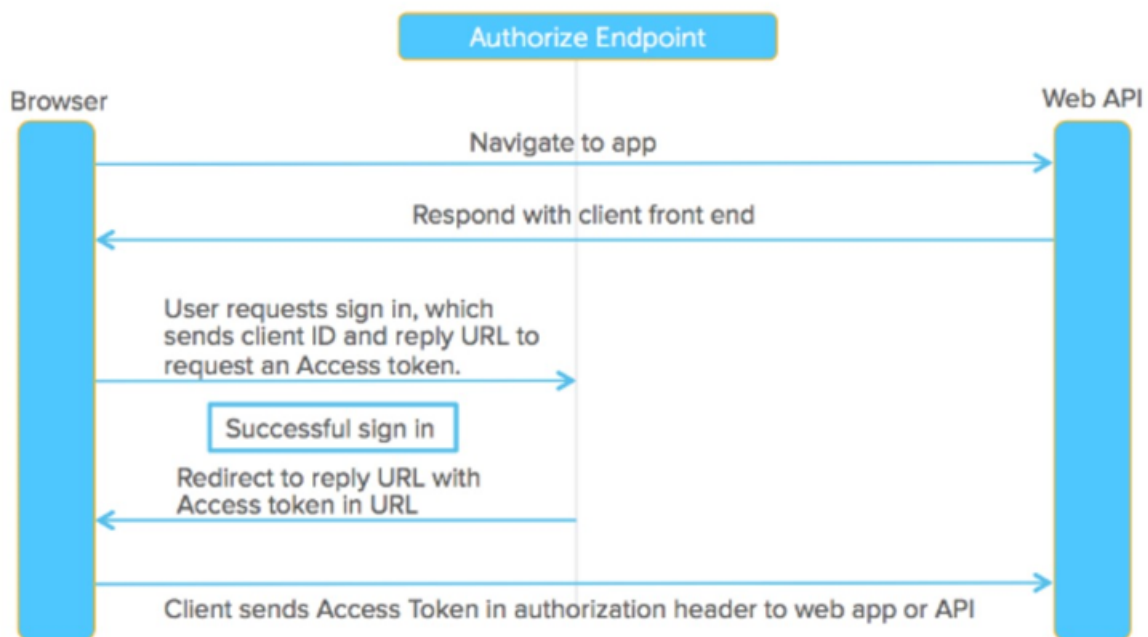 Authorize Endpoint
Browser
Web API
Navigate to app
Respond with client front end
User requests sign in, which
sends client ID and reply URL to
request an Access token.
Successful sign in
Redirect to reply URL with
Access token in URL
Client sends Access Token in authorization header to web app or API